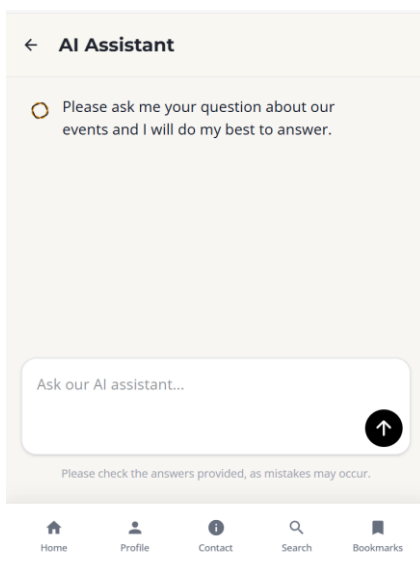 AI Assistant
Please ask me your question about our
events and I will do my best to answer.
Ask our AI assistant...
Please check the answers provided, as mistakes may occur.
Home Profile Contact Search Bookmarks